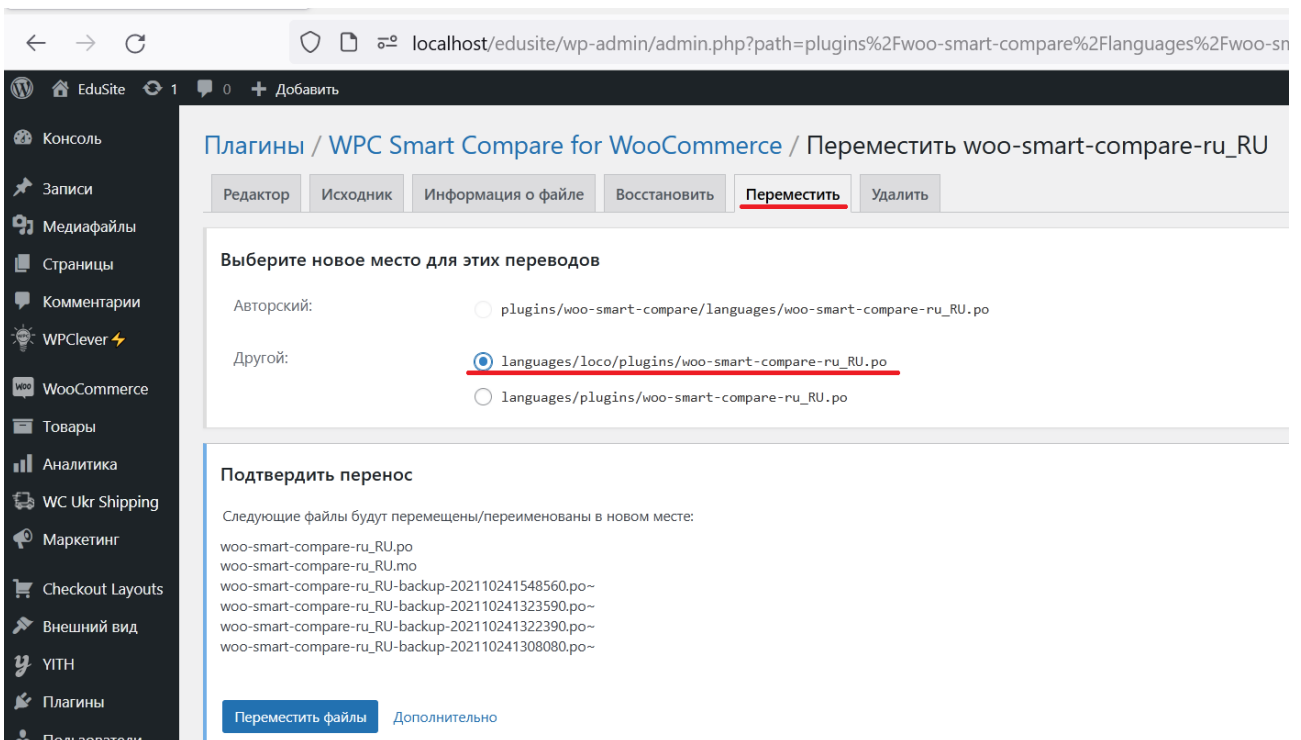 localhost/edusite/wp-admin/admin.php?path=plugins%2Fwoo-smart-compare%2Flanguages%2Fwoo-sm
EduSite 1 0 + Добавить
Консоль
Записи
Медиафайлы
Страницы
Комментарии
WPClever
WooCommerce
Товары
Аналитика
WC Ukr Shipping
Маркетинг
Checkout Layouts
Внешний вид
YITH
Плагины
Пользователи
Плагины / WPC Smart Compare for WooCommerce / Переместить woo-smart-compare-ru_RU
Редактор Исходник Информация о файле Восстановить Переместить Удалить
Выберите новое место для этих переводов
Авторский: plugins/woo-smart-compare/languages/woo-smart-compare-ru_RU.po
Другой: languages/loco/plugins/woo-smart-compare-ru_RU.po
languages/plugins/woo-smart-compare-ru_RU.po
Подтвердить перенос
Следующие файлы будут перемещены/переименованы в новом месте:
woo-smart-compare-ru_RU.po
woo-smart-compare-ru_RU.mo
woo-smart-compare-ru_RU-backup-202110241548560.po~
woo-smart-compare-ru_RU-backup-202110241323590.po~
woo-smart-compare-ru_RU-backup-202110241322390.po~
woo-smart-compare-ru_RU-backup-202110241308080.po~
Переместить файлы Дополнительно